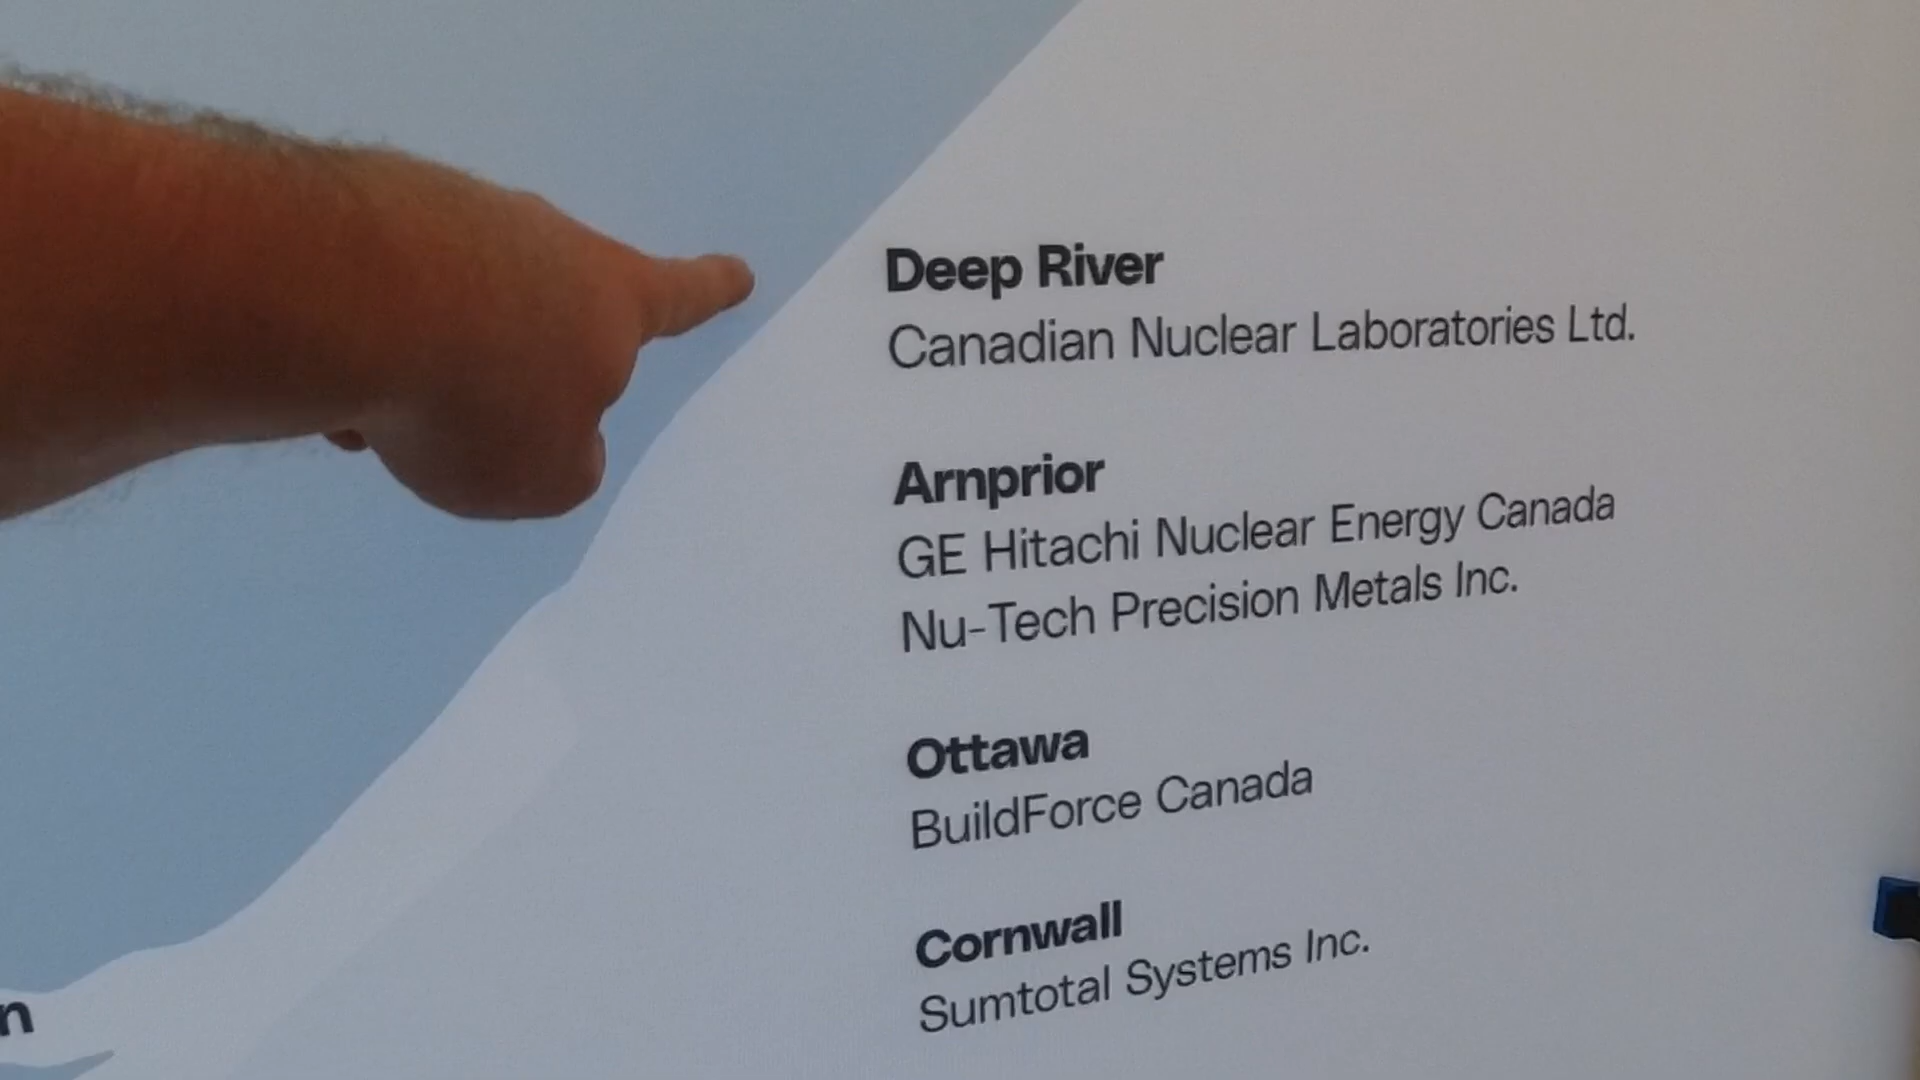 Deep River
Canadian Nuclear Laboratories Ltd.
Arnprior
GE Hitachi Nuclear Energy Canada
Nu-Tech Precision Metals Inc.
Ottawa
BuildForce Canada
Cornwall
Sumtotal Systems Inc.
n